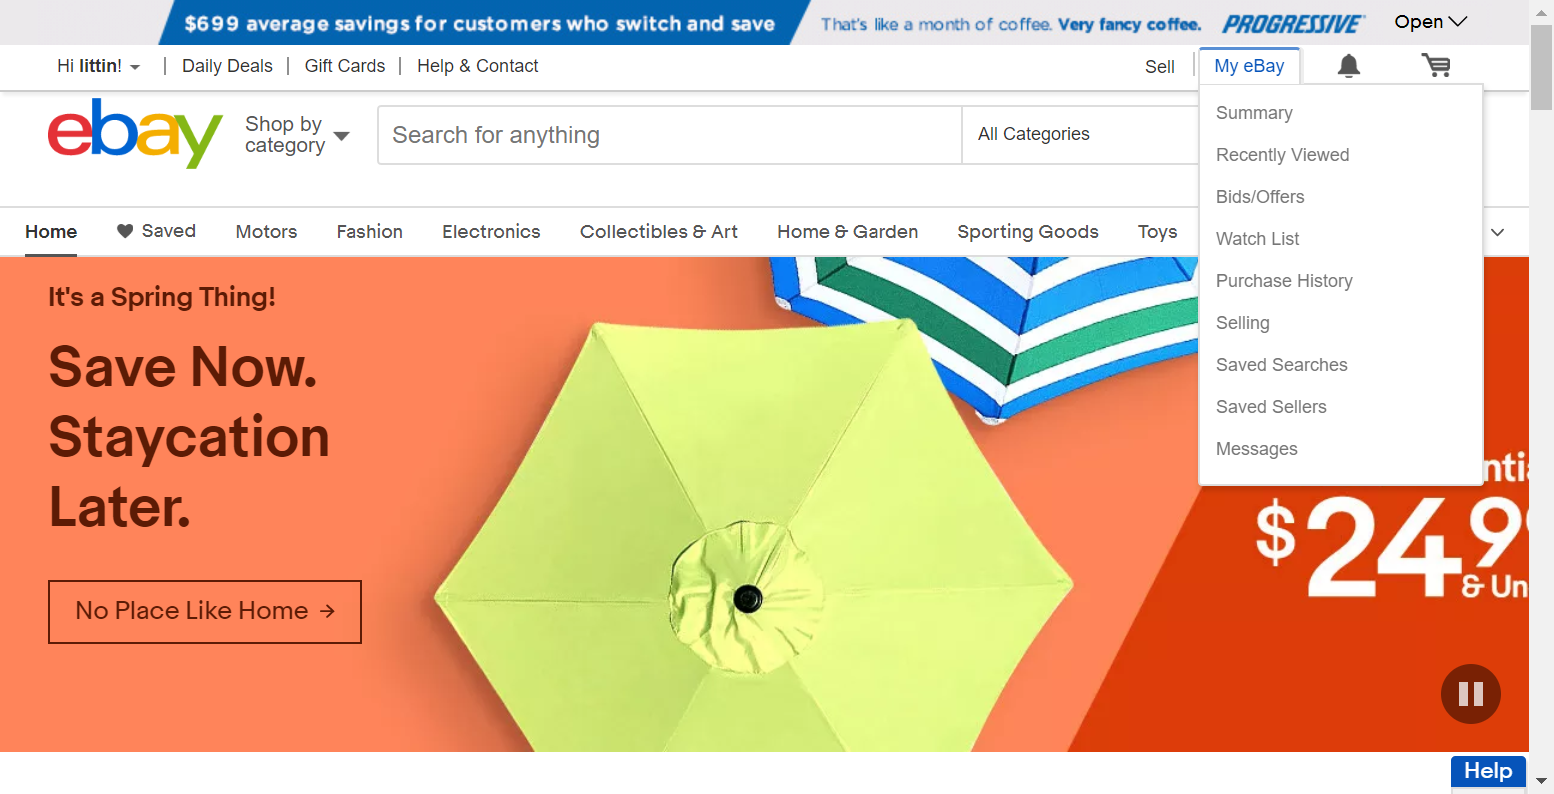 $699 average savings for customers who switch and save
That's like a month of coffee. Very fancy coffee.
PROGRESSIVE
Open
Hi littin!
Daily Deals
Gift Cards
Help & Contact
Sell
My eBay
ebay
Shop by
category
Search for anything
All Categories
Summary
Recently Viewed
Bids/Offers
Watch List
Purchase History
Selling
Saved Searches
Saved Sellers
Messages
Home
Saved
Motors
Fashion
Electronics
Collectibles & Art
Home & Garden
Sporting Goods
Toys
It's a Spring Thing!
Save Now.
Staycation
Later.
No Place Like Home →
$249
& Un
Help